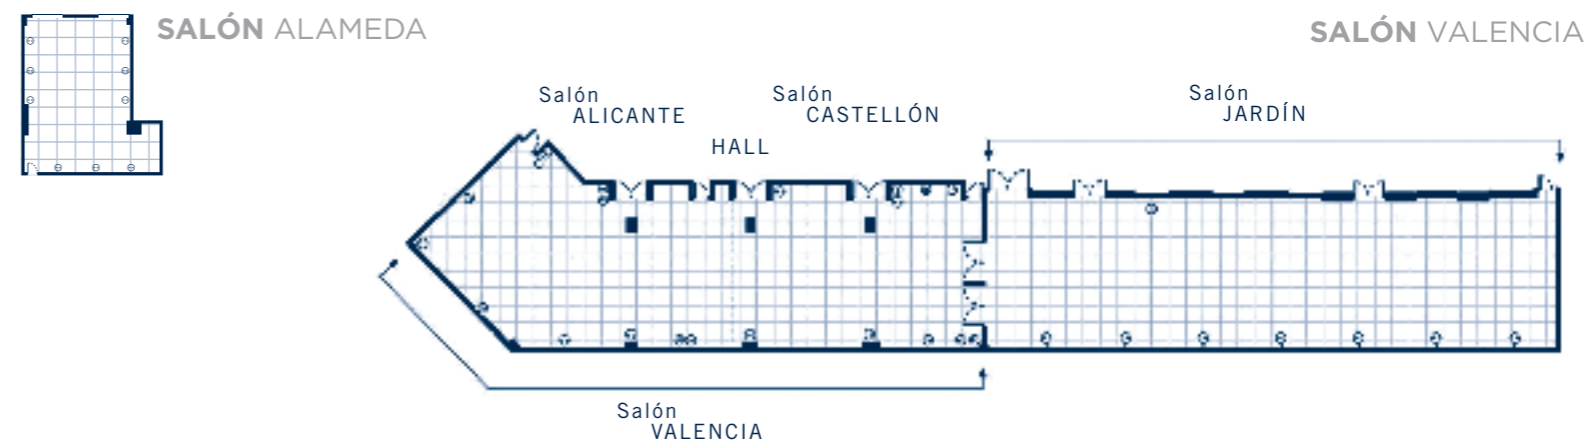 SALÓN ALAMEDA
SALÓN VALENCIA
Salón
ALICANTE
Salón
CASTELLÓN
Salón
JARDÍN
HALL
Salón
VALENCIA